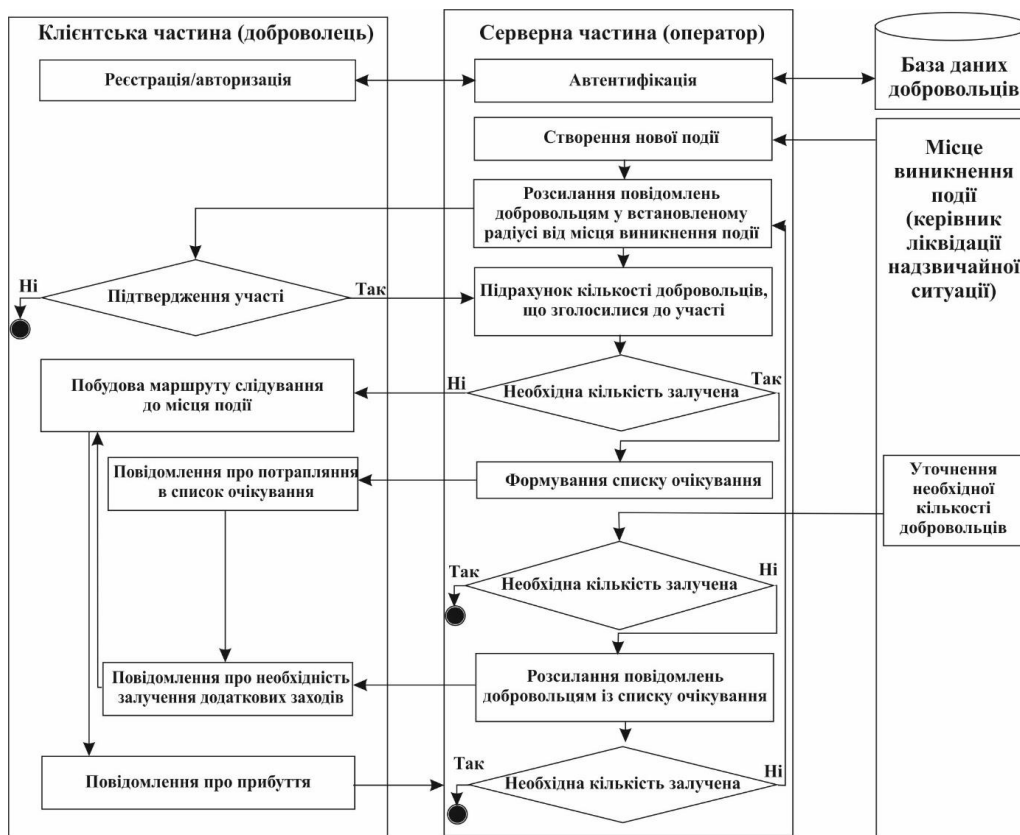 Клієнтська частина (доброволець)
Серверна частина (оператор)
База даних
добровольців
Реєстрація/авторизація
Автентифікація
Створення нової події
Місце
виникнення
події
(керівник
ліквідації
надзвичайної
ситуації)
Розсилання повідомлень
добровольцям у встановленому
радіусі від місця виникнення події
Ні
Підтвердження участі
Так
Підрахунок кількості добровольців,
що зголосилися до участі
Побудова маршруту слідування
до місця події
Ні
Необхідна кількість залучена
Так
Повідомлення про потрапляння
в список очікування
Формування списку очікування
Уточнення
необхідної
кількості
добровольців
Так
Необхідна кількість залучена
Ні
Повідомлення про необхідність
залучення додаткових заходів
Розсилання повідомлень
добровольцям із списку очікування
Повідомлення про прибуття
Так
Необхідна кількість залучена
Ні